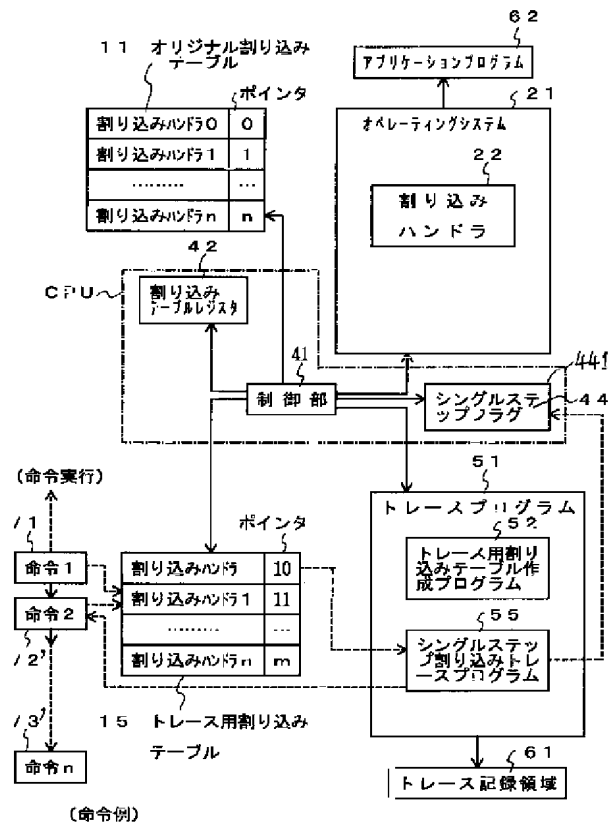 62
11 オリジナル割り込み
テーブル
アプリケーションプログラム
ポインタ
21
割り込みハンドラ0 0
割り込みハンドラ1 1
……… …
割り込みハンドラn n
オペレーティングシステム
22
割り込み
ハンドラ
42
CPU
割り込み
テーブルレジスタ
41
制御部
441
シングルステ
ップフラグ
44
51
(命令実行)
トレースプログラム
52
トレース用割り
込みテーブル作
成プログラム
ポインタ
71
命令1
割り込みハンドラ 10
割り込みハンドラ1 11
……… …
割り込みハンドラn m
命令2
72'
55
シングルステッ
プ割り込みトレ
ースプログラム
73'
15 トレース用割り込み
テーブル
命令n
61
トレース記録領域
(命令例)